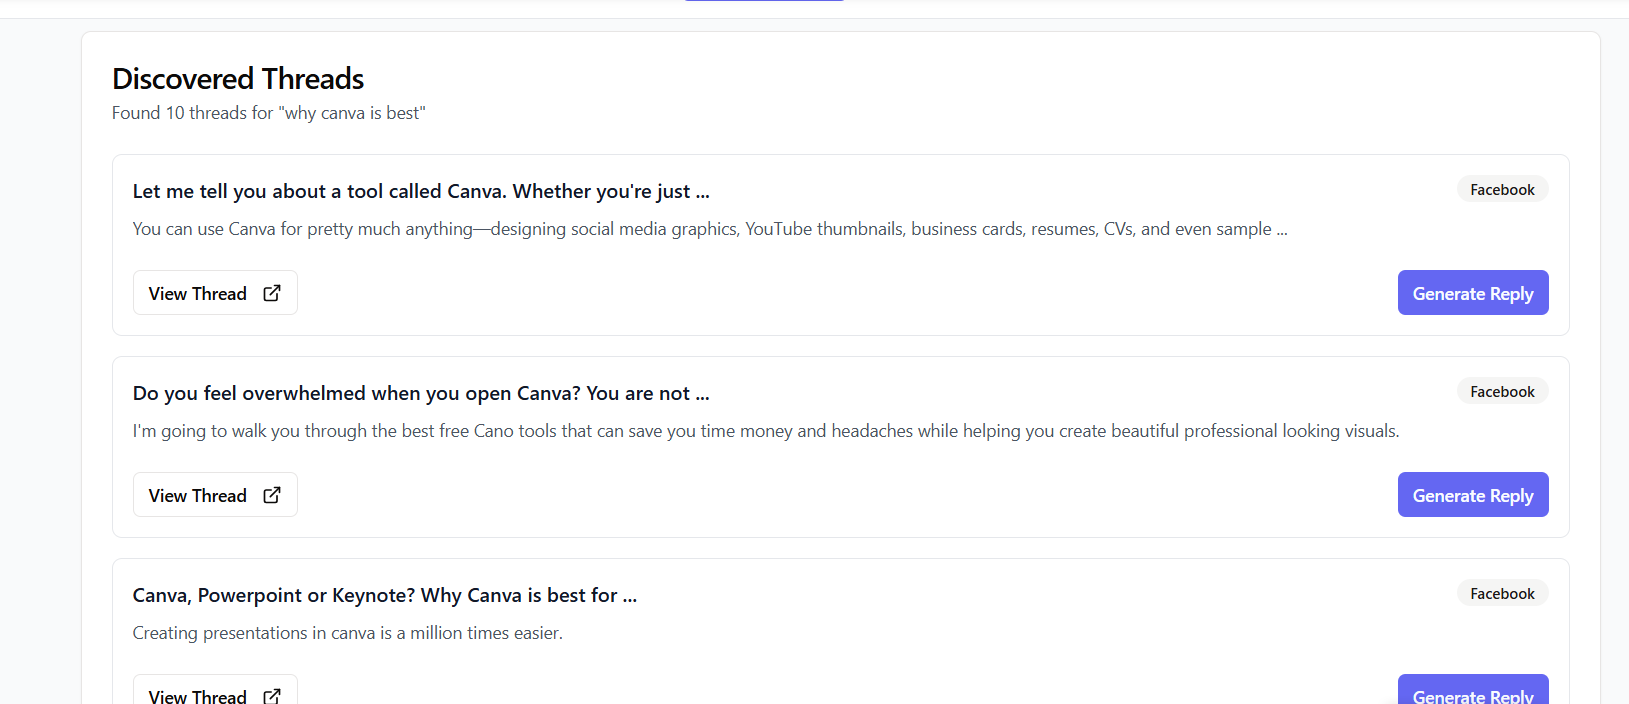 Discovered Threads
Found 10 threads for "why canva is best"
Let me tell you about a tool called Canva. Whether you're just ...
Facebook
You can use Canva for pretty much anything—designing social media graphics, YouTube thumbnails, business cards, resumes, CVs, and even sample ...
View Thread
Generate Reply
Do you feel overwhelmed when you open Canva? You are not ...
Facebook
I'm going to walk you through the best free Cano tools that can save you time money and headaches while helping you create beautiful professional looking visuals.
View Thread
Generate Reply
Canva, Powerpoint or Keynote? Why Canva is best for ...
Facebook
Creating presentations in canva is a million times easier.
View Thread
Generate Reply